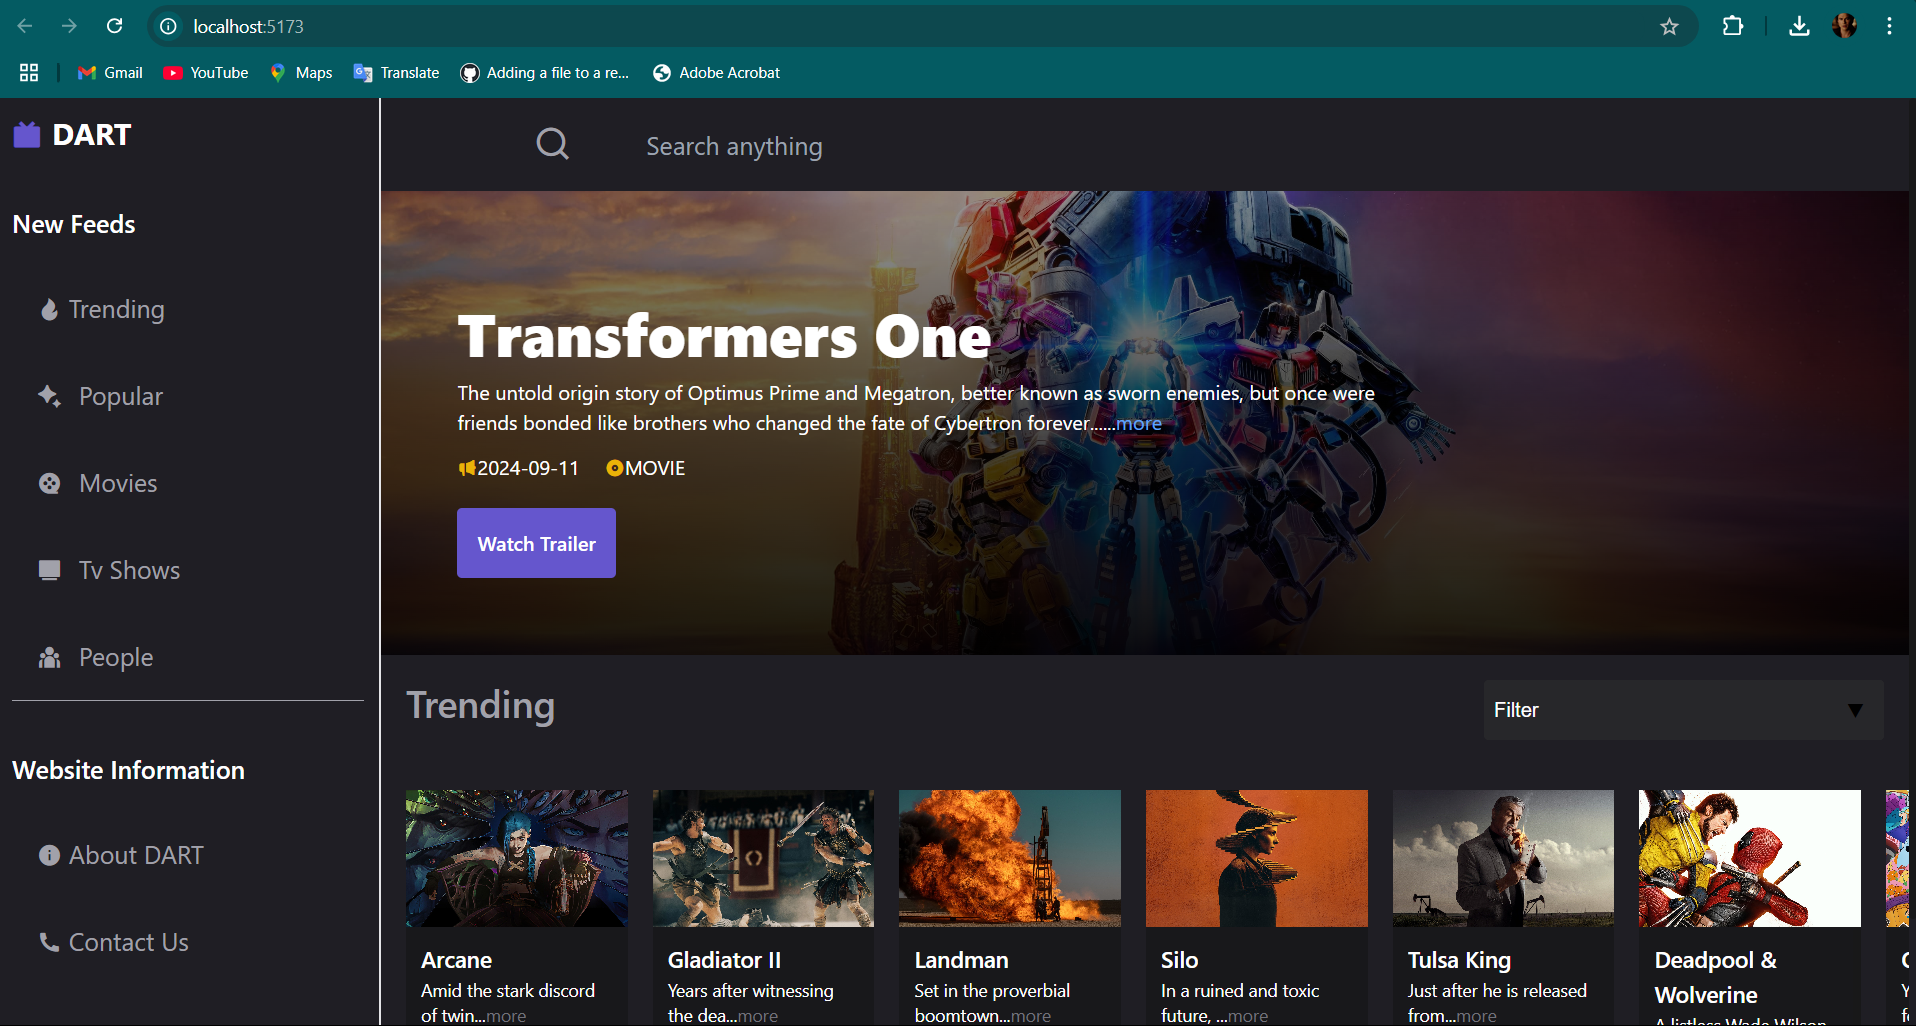 localhost:5173
Gmail YouTube Maps Translate Adding a file to a re... Adobe Acrobat
DART
New Feeds
Trending
Popular
Movies
Tv Shows
People
Website Information
About DART
Contact Us
Search anything
Transformers One
The untold origin story of Optimus Prime and Megatron, better known as sworn enemies, but once were
friends bonded like brothers who changed the fate of Cybertron forever......more
2024-09-11 MOVIE
Watch Trailer
Trending
Filter
Arcane
Amid the stark discord
of twin...more
Gladiator II
Years after witnessing
the dea...more
Landman
Set in the proverbial
boomtown...more
Silo
In a ruined and toxic
future, ...more
Tulsa King
Just after he is released
from...more
Deadpool &
Wolverine
A listless Wade Wilson